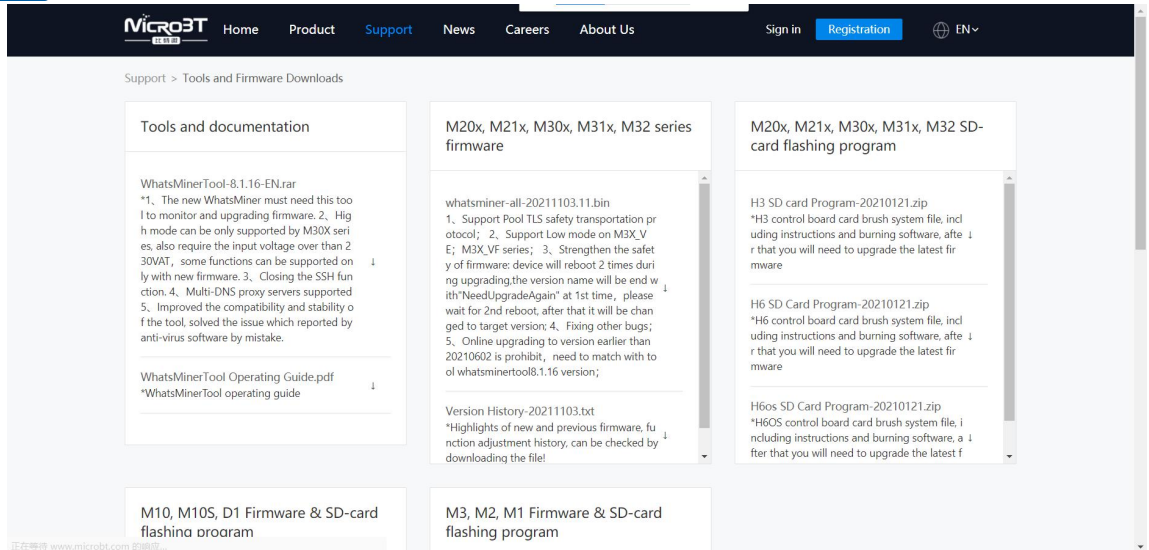 MicroBT
比特微
Home
Product
Support
News
Careers
About Us
Sign in
Registration
EN
Support > Tools and Firmware Downloads
Tools and documentation
WhatsMinerTool-8.1.16-EN.rar
*1、The new WhatsMiner must need this too
l to monitor and upgrading firmware. 2、Hig
h mode can be only supported by M30X seri
es, also require the input voltage over than 2
30VAT，some functions can be supported on
ly with new firmware. 3、Closing the SSH fun
ction. 4、Multi-DNS proxy servers supported
5、Improved the compatibility and stability o
f the tool, solved the issue which reported by
anti-virus software by mistake.
↓
WhatsMinerTool Operating Guide.pdf
*WhatsMinerTool operating guide
↓
M20x, M21x, M30x, M31x, M32 series
firmware
whatsminer-all-20211103.11.bin
1、Support Pool TLS safety transportation pr
otocol； 2、Support Low mode on M3X_V
E；M3X_VF series； 3、Strengthen the safet
y of firmware: device will reboot 2 times duri
ng upgrading,the version name will be end w
ith"NeedUpgradeAgain" at 1st time，please
wait for 2nd reboot, after that it will be chan
ged to target version; 4、Fixing other bugs；
5、Online upgrading to version earlier than
20210602 is prohibit，need to match with to
ol whatsminertool8.1.16 version；
↓
Version History-20211103.txt
*Highlights of new and previous firmware, fu
nction adjustment history, can be checked by
downloading the file!
↓
M20x, M21x, M30x, M31x, M32 SD-
card flashing program
H3 SD card Program-20210121.zip
*H3 control board card brush system file, incl
uding instructions and burning software, afte ↓
r that you will need to upgrade the latest fir
mware
H6 SD Card Program-20210121.zip
*H6 control board card brush system file, incl
uding instructions and burning software, afte ↓
r that you will need to upgrade the latest fir
mware
H6os SD Card Program-20210121.zip
*H6OS control board card brush system file, i
ncluding instructions and burning software, a ↓
fter that you will need to upgrade the latest f
M10, M10S, D1 Firmware & SD-card
flashing program
M3, M2, M1 Firmware & SD-card
flashing program
正在等待 www.microbt.com 的响应...